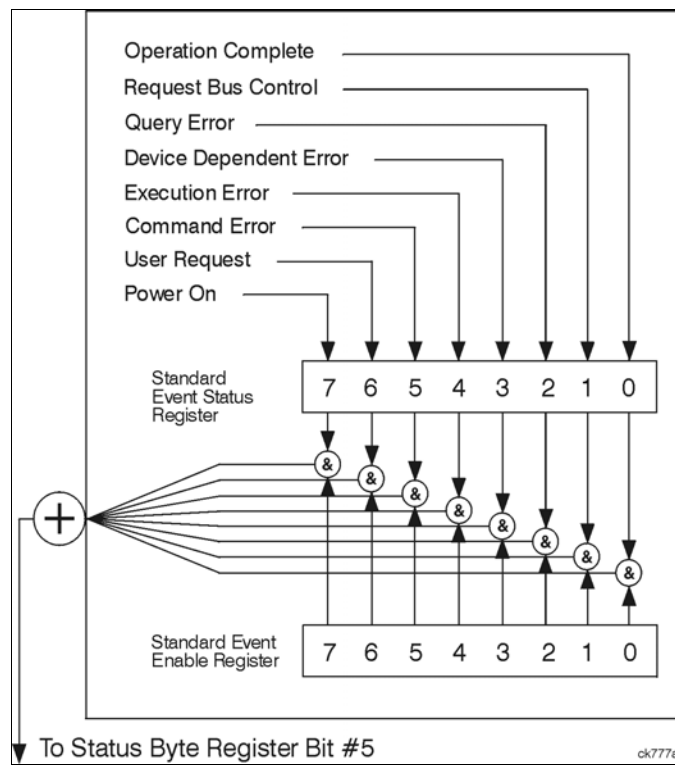 Operation Complete
Request Bus Control
Query Error
Device Dependent Error
Execution Error
Command Error
User Request
Power On
Standard
Event Status
Register
7 6 5 4 3 2 1 0
&
&
&
&
&
&
&
&
+
Standard Event
Enable Register
7 6 5 4 3 2 1 0
To Status Byte Register Bit #5
ck777a